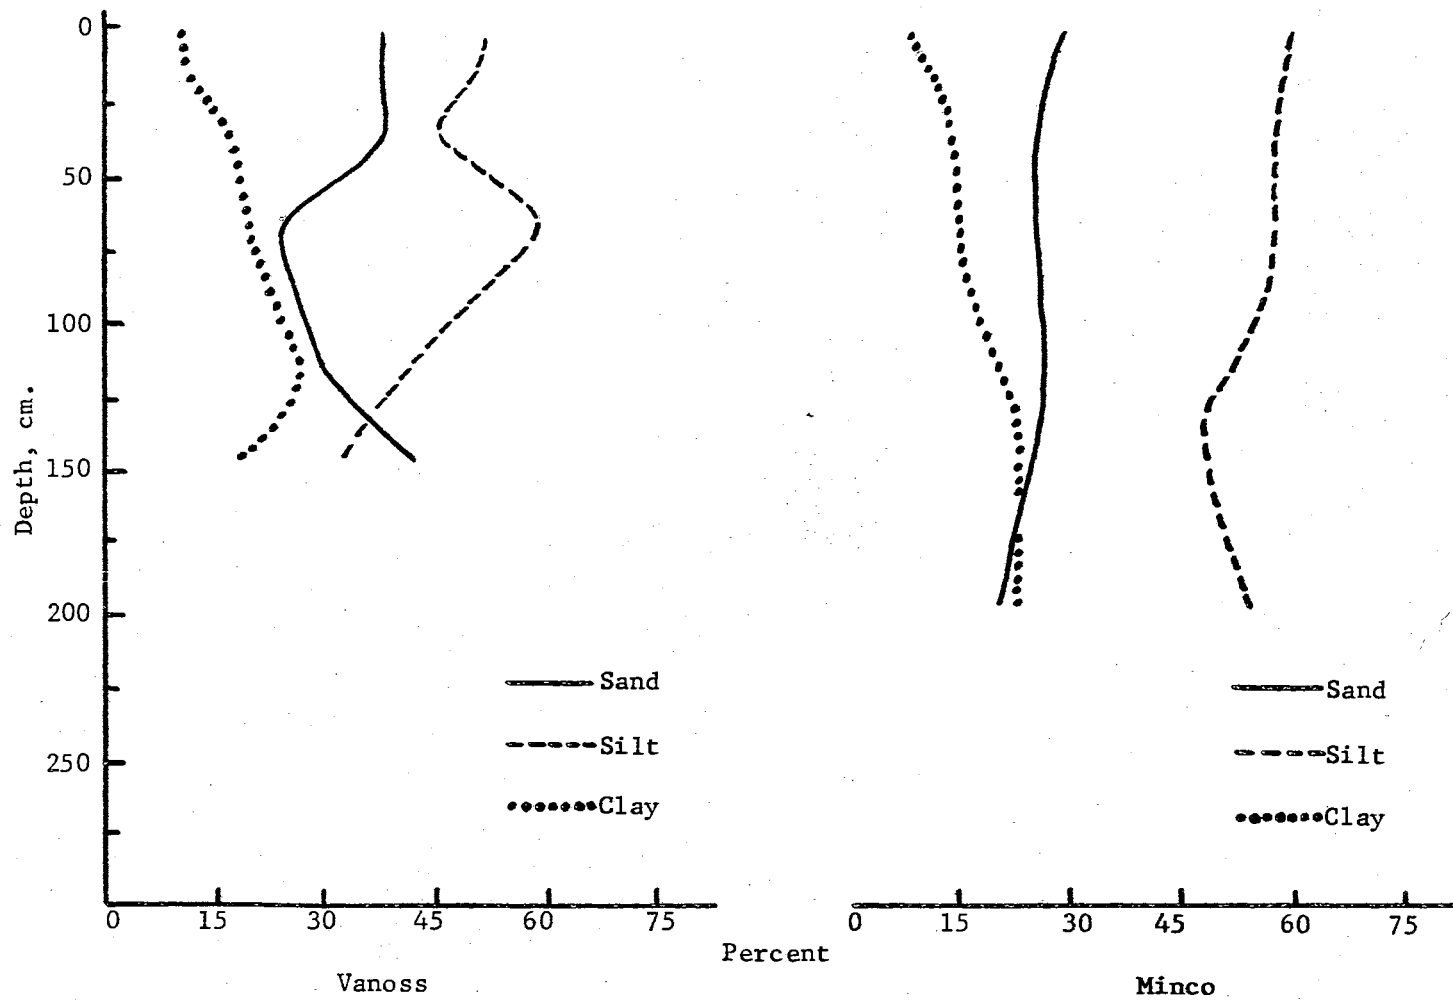 0
50
100
150
200
250
Depth, cm.
Sand
Silt
Clay
Sand
Silt
Clay
0 15 30 45 60 75
0 15 30 45 60 75
Percent
Vanoss
Minco